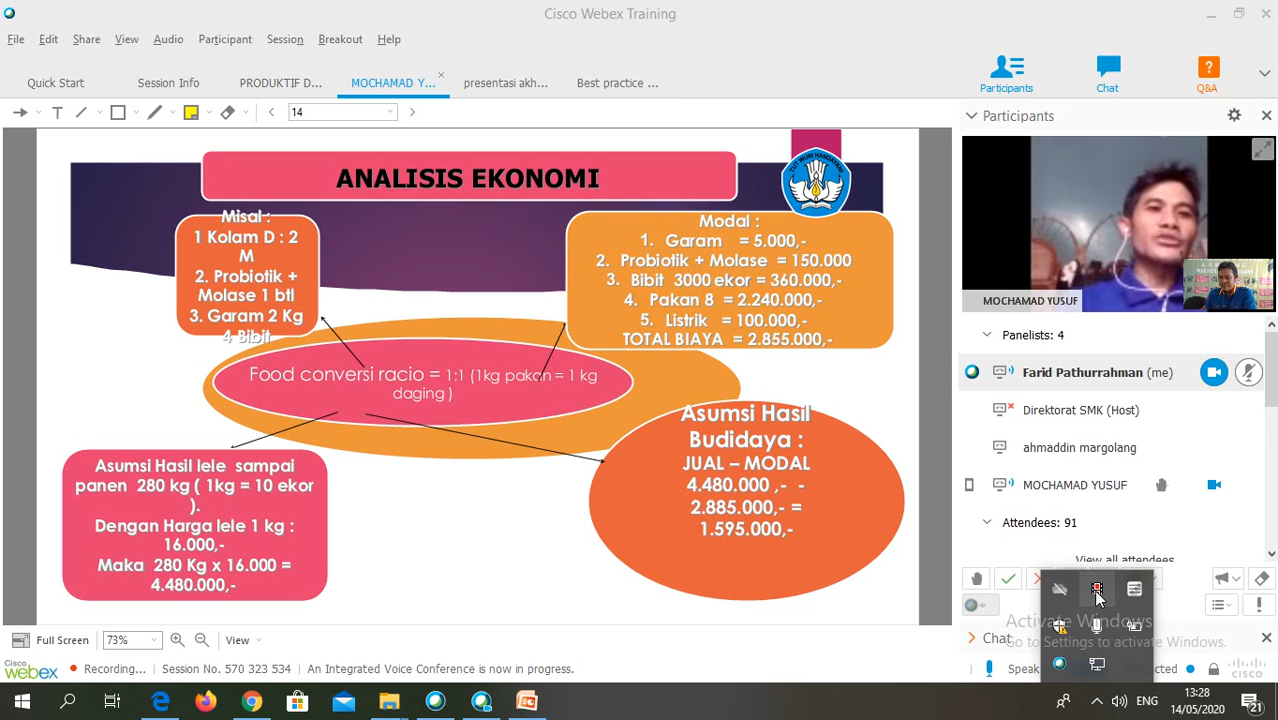 Cisco Webex Training
File Edit Share View Audio Participant Session Breakout Help
Quick Start
Session Info
PRODUKTIF D...
MOCHAMAD Y...
presentasi akh...
Best practice ...
Participants
Chat
Q&A
14
Participants
ANALISIS EKONOMI
Misal :
1 Kolam D : 2
M
2. Probiotik +
Molase 1 btl
3. Garam 2 Kg
4 Bibit
Modal :
1. Garam = 5.000,-
2. Probiotik + Molase = 150.000
3. Bibit 3000 ekor = 360.000,-
4. Pakan 8 = 2.240.000,-
5. Listrik = 100.000,-
TOTAL BIAYA = 2.855.000,-
Food conversi racio = 1:1 (1kg pakan = 1 kg
daging )
Asumsi Hasil lele sampai
panen 280 kg ( 1kg = 10 ekor
).
Dengan Harga lele 1 kg :
16.000,-
Maka 280 Kg x 16.000 =
4.480.000,-
Asumsi Hasil
Budidaya :
JUAL – MODAL
4.480.000 ,- -
2.885.000,- =
1.595.000,-
MOCHAMAD YUSUF
Panelists: 4
Farid Pathurrahman (me)
Direktorat SMK (Host)
ahmaddin margolang
MOCHAMAD YUSUF
Attendees: 91
View all attendees
Activate Windows
Go to Settings to activate Windows.
Chat
Full Screen
73%
View
Cisco
webex
Recording...
Session No. 570 323 534
An Integrated Voice Conference is now in progress.
cisco
ENG
13:28
14/05/2020
21